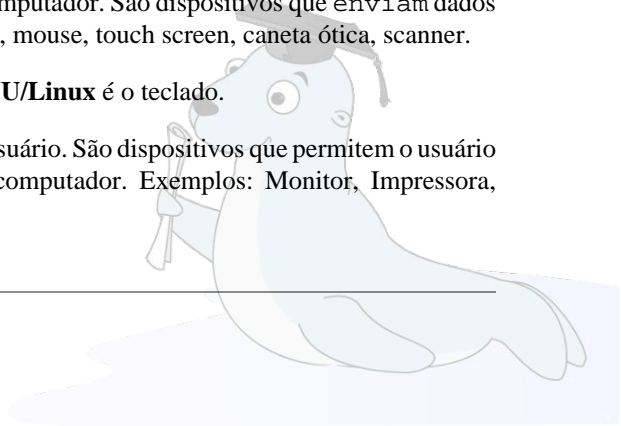 mputador. São dispositivos que enviam dados
, mouse, touch screen, caneta ótica, scanner.
U/Linux é o teclado.
suário. São dispositivos que permitem o usuário
computador. Exemplos: Monitor, Impressora,